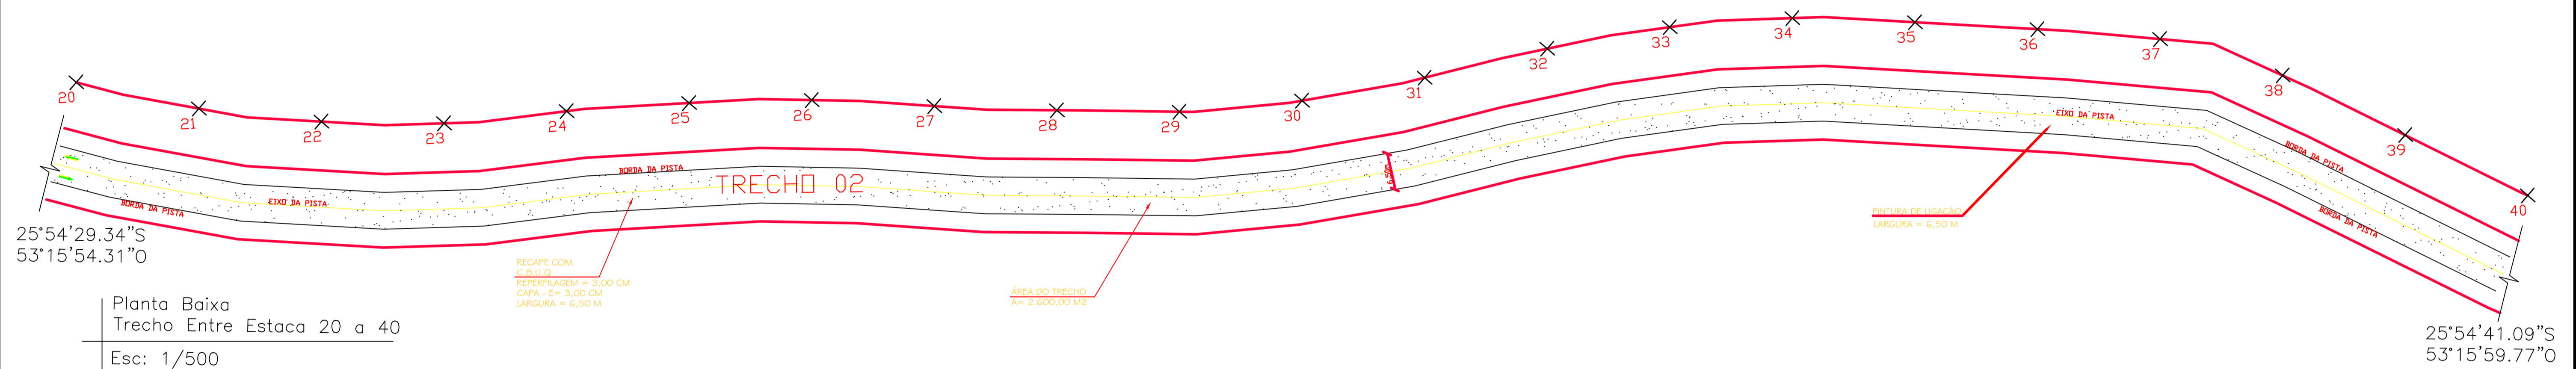 20
21
22
23
24
25
26
27
28
29
30
31
32
33
34
35
36
37
38
39
40
BORDA DA PISTA
EIXO DA PISTA
BORDA DA PISTA
TRECHO 02
6,50M
EIXO DA PISTA
BORDA DA PISTA
BORDA DA PISTA
25°54'29.34"S
53°15'54.31"O
RECAPE COM
C.B.U.Q
REPERFILAGEM = 3,00 CM
CAPA - E= 3,00 CM
LARGURA = 6,50 M
ÁREA DO TRECHO
A= 2.600,00 M2
PINTURA DE LIGAÇÃO
LARGURA = 6,50 M
25°54'41.09"S
53°15'59.77"O
Planta Baixa
Trecho Entre Estaca 20 a 40
Esc: 1/500